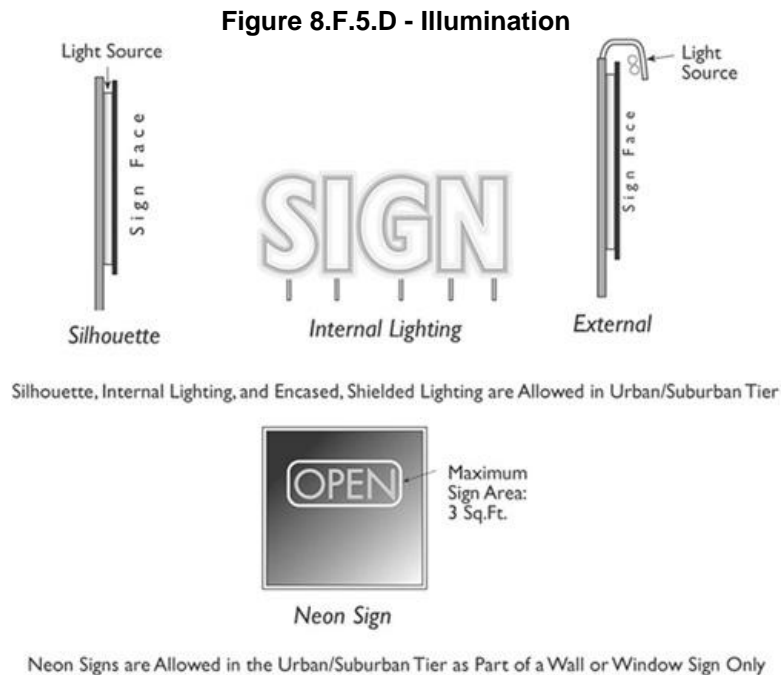 Figure 8.F.5.D - Illumination
Light Source
Sign Face
Silhouette
SIGN
Internal Lighting
Light
Source
Sign Face
External
Silhouette, Internal Lighting, and Encased, Shielded Lighting are Allowed in Urban/Suburban Tier
OPEN
Maximum
Sign Area:
3 Sq.Ft.
Neon Sign
Neon Signs are Allowed in the Urban/Suburban Tier as Part of a Wall or Window Sign Only